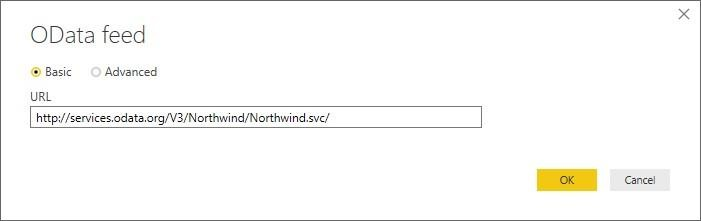 OData feed
Basic Advanced
URL
http://services.odata.org/V3/Northwind/Northwind.svc/
OK Cancel